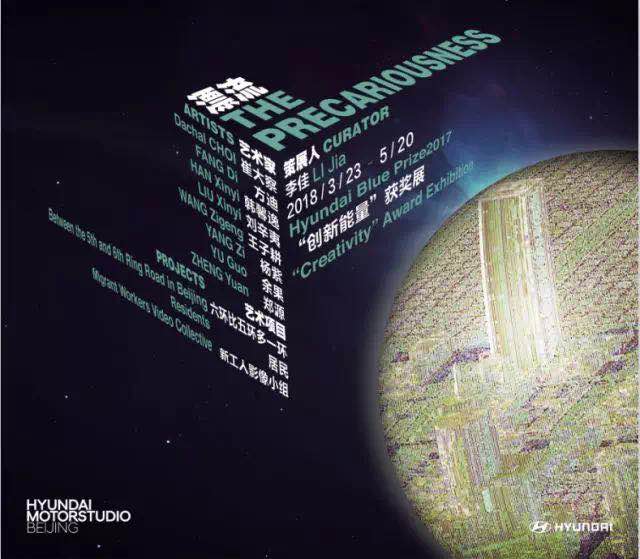 漂流
THE
PRECARIOUSNESS
ARTISTS 艺术家
Dachal CHOI 崔大察
FANG Di 方迪
HAN Xinyi 韩馨逸
LIU Xinyi 刘辛夷
WANG Zigeng 王子耕
YANG Zi 杨紫
YU Guo 余果
ZHENG Yuan 郑源
PROJECTS 艺术项目
Between the 5th and 6th Ring Road in Beijing 六环比五环多一环
Residents 居民
Migrant Workers Video Collective 新工人影像小组
策展人 CURATOR
李佳 LI Jia
2018/3/23 - 5/20
Hyundai Blue Prize2017
“创新能量”获奖展
“Creativity” Award Exhibition
HYUNDAI
MOTORSTUDIO
BEIJING
HYUNDAI